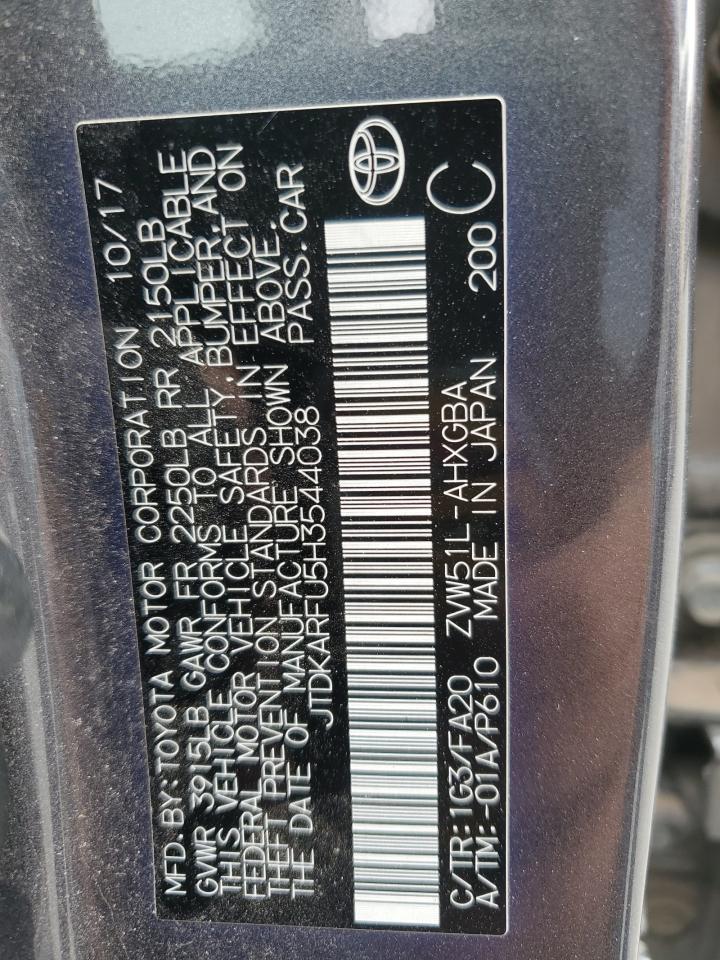 MFD. BY: TOYOTA MOTOR CORPORATION 10/17
GVWR 3915LB GAWR FR 2250LB RR 2150LB
THIS VEHICLE CONFORMS TO ALL APPLICABLE
FEDERAL MOTOR VEHICLE SAFETY, BUMPER, AND
THEFT PREVENTION STANDARDS IN EFFECT ON
THE DATE OF MANUFACTURE SHOWN ABOVE.
JTDKARFU5H3544038 PASS. CAR
C/TR: 1G3/FA20 ZVW51L-AHXGBA
A/TM: -01A/P610 MADE IN JAPAN 200 C